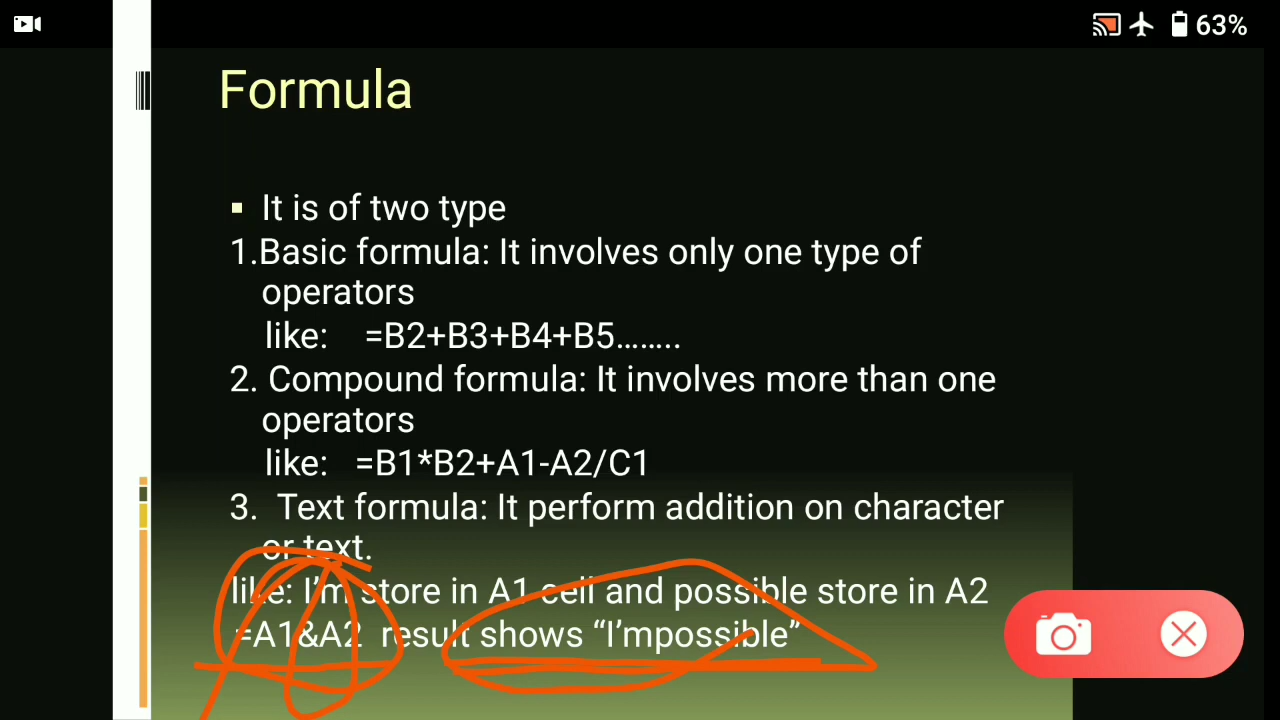 63%
Formula
▪ It is of two type
1.Basic formula: It involves only one type of
operators
like: =B2+B3+B4+B5........
2. Compound formula: It involves more than one
operators
like: =B1*B2+A1-A2/C1
3. Text formula: It perform addition on character
or text.
like: I'm store in A1 cell and possible store in A2
=A1&A2 result shows “I'mpossible”